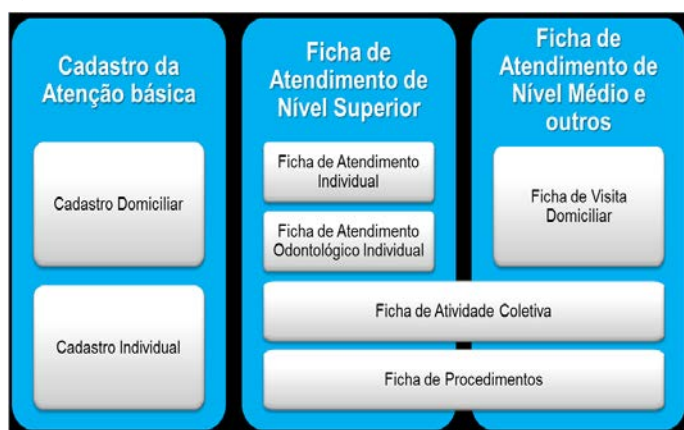 Cadastro da
Atenção básica
Cadastro Domiciliar
Cadastro Individual
Ficha de
Atendimento de
Nível Superior
Ficha de Atendimento
Individual
Ficha de Atendimento
Odontológico Individual
Ficha de
Atendimento de
Nível Médio e
outros
Ficha de Visita
Domiciliar
Ficha de Atividade Coletiva
Ficha de Procedimentos